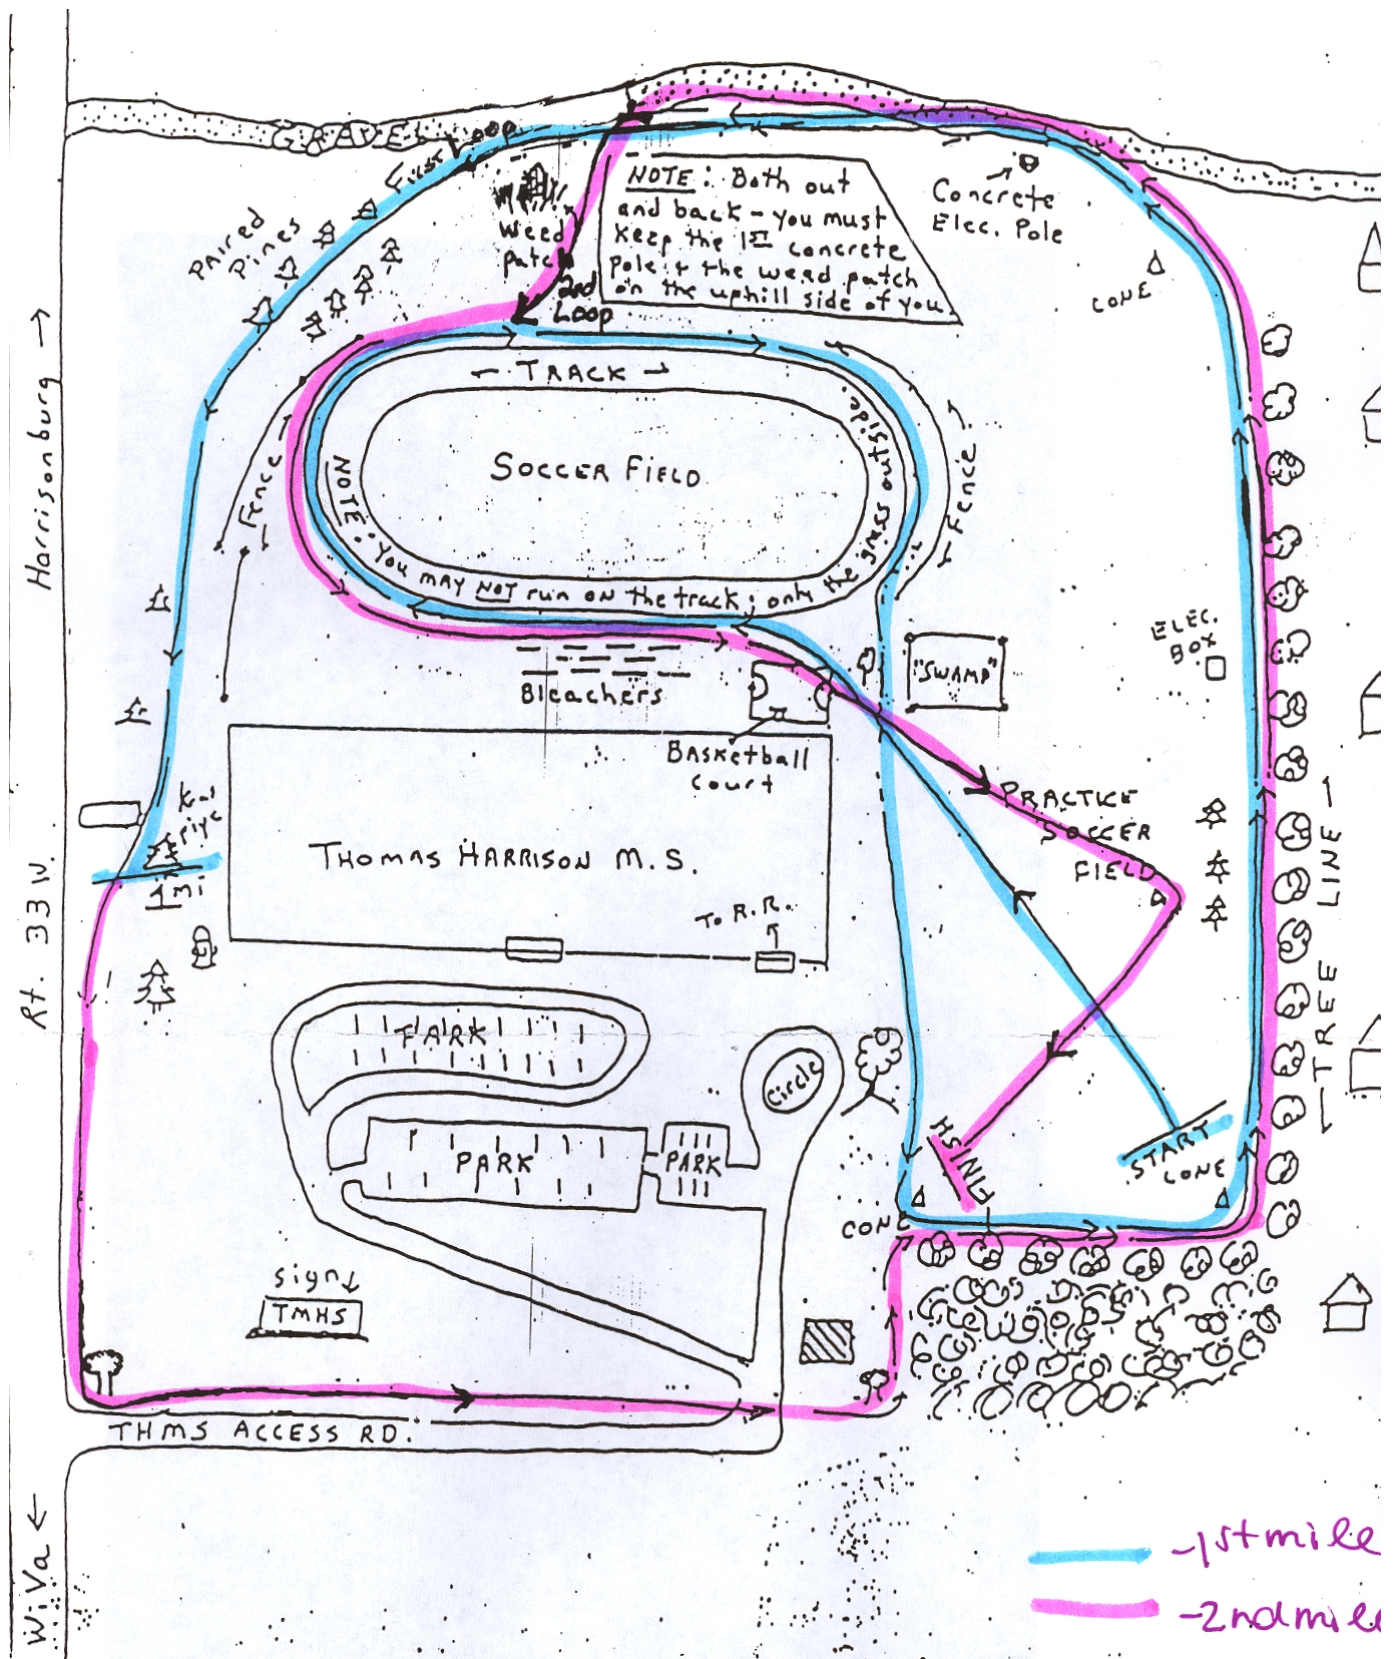 GRAVEL
First Loop
Paired
Pines
Weed
patch
2nd
Loop
NOTE: Both out
and back - you must
Keep the 1st concrete
pole & the weed patch
on the uphill side of you
Concrete
Elec. Pole
CONE
Harrisonburg →
← TRACK →
SOCCER FIELD
Fence
← Fence →
NOTE: You may NOT run on the track; only the grass outside.
Bleachers
"SWAMP"
ELEC.
BOX
Basketball
Court
PRACTICE
SOCCER
FIELD
THOMAS HARRISON M.S.
To R.R.
1 mi
Rt. 33 W.
← TREE LINE →
PARK
Circle
PARK
PARK
START
CONE
FINISH
CONE
sign ↓
TMHS
THMS ACCESS RD.
W.Va ←
-1st mile
-2nd mile